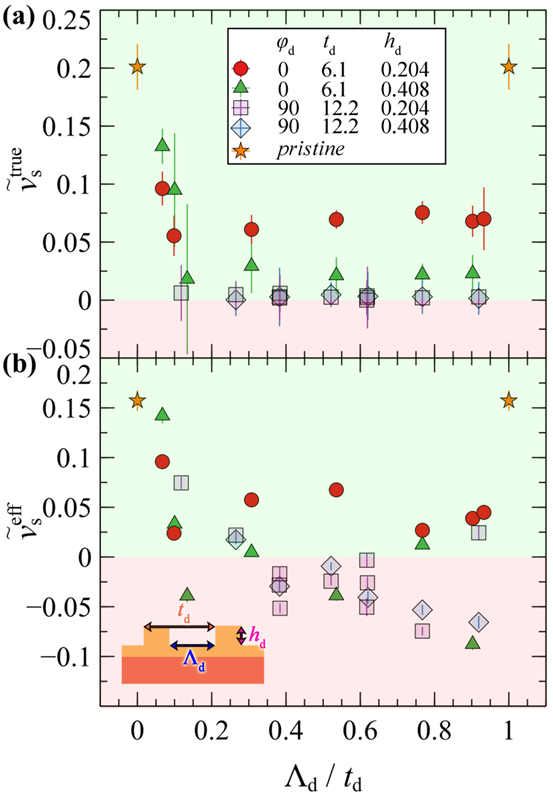 (a)
φd td hd
0 6.1 0.204
0 6.1 0.408
90 12.2 0.204
90 12.2 0.408
pristine
0.2
0.15
0.1
0.05
0
−0.05
ṽs true
(b)
0.2
0.15
0.1
0.05
0
−0.05
−0.1
ṽs eff
td
hd
Λd
0 0.2 0.4 0.6 0.8 1
Λd / td